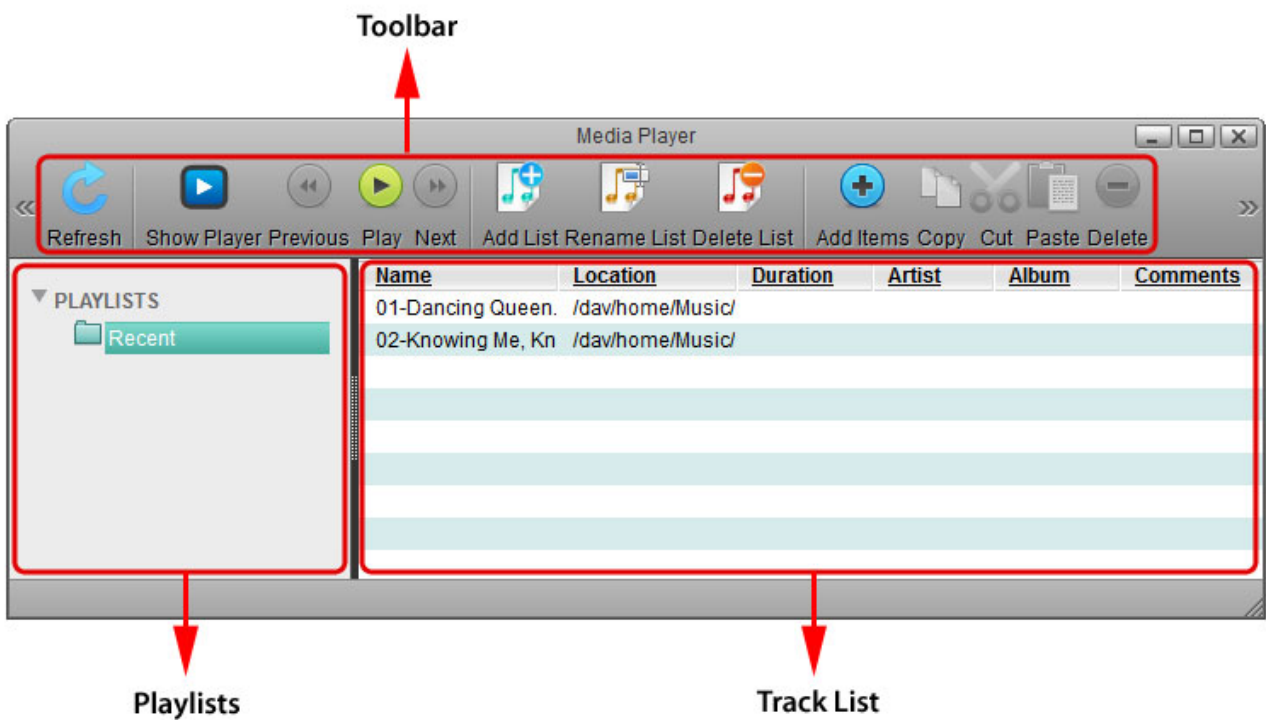 Toolbar
Media Player
Refresh Show Player Previous Play Next Add List Rename List Delete List Add Items Copy Cut Paste Delete
Name Location Duration Artist Album Comments
PLAYLISTS
01-Dancing Queen. /dav/home/Music/
Recent
02-Knowing Me, Kn /dav/home/Music/
Playlists
Track List